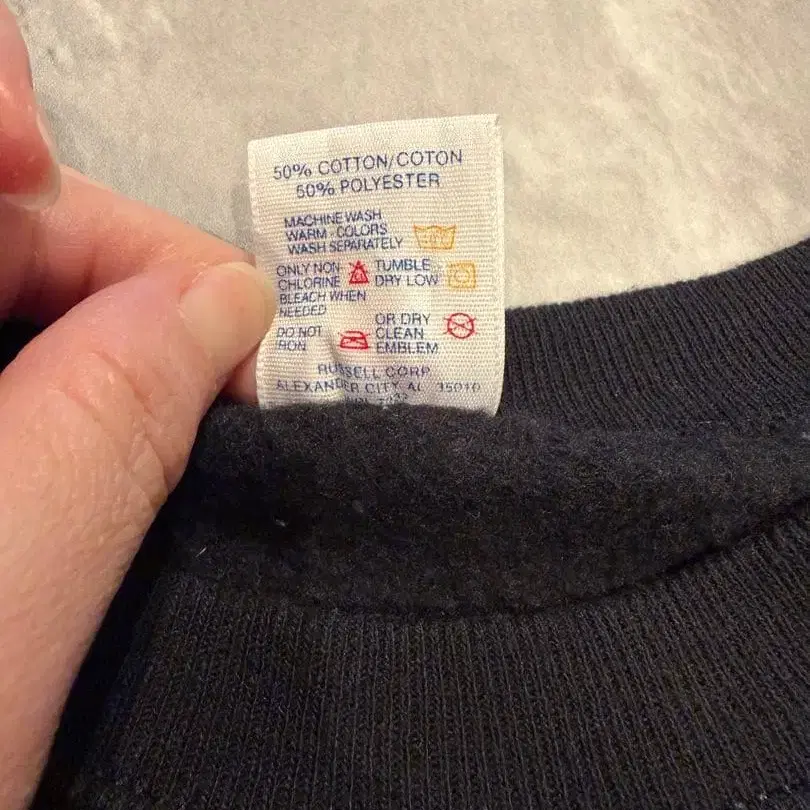 50% COTTON/COTON
50% POLYESTER
MACHINE WASH
WARM - COLORS
WASH SEPARATELY
ONLY NON
CHLORINE
BLEACH WHEN
NEEDED
TUMBLE
DRY LOW
DO NOT
IRON
OR DRY
CLEAN
EMBLEM
RUSSELL CORP
ALEXANDER CITY AL 35010